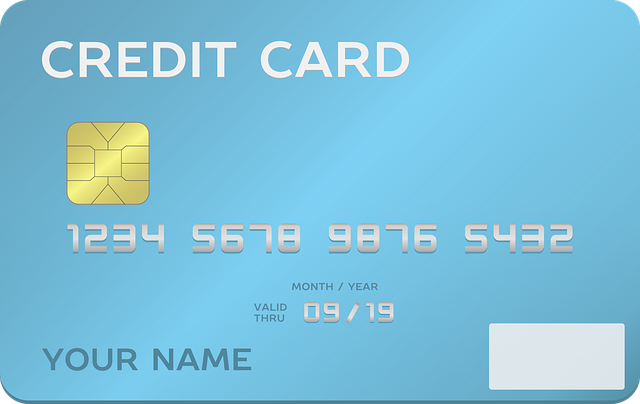 CREDIT CARD
1234 5678 9876 5432
MONTH / YEAR
VALID THRU 09/19
YOUR NAME